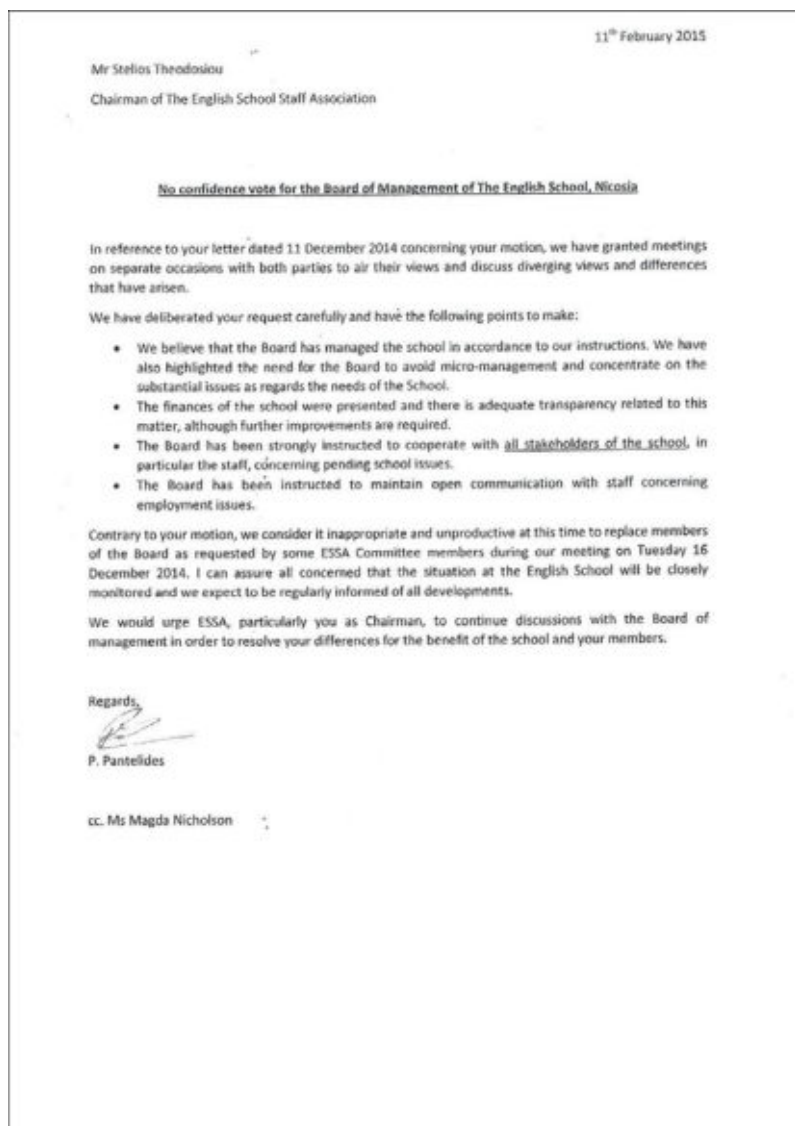 11th February 2015
Mr Stelios Theodosiou
Chairman of The English School Staff Association
No confidence vote for the Board of Management of The English School, Nicosia
In reference to your letter dated 11 December 2014 concerning your motion, we have granted meetings
on separate occasions with both parties to air their views and discuss diverging views and differences
that have arisen.
We have deliberated your request carefully and have the following points to make:
• We believe that the Board has managed the school in accordance to our instructions. We have
also highlighted the need for the Board to avoid micro-management and concentrate on the
substantial issues as regards the needs of the School.
• The finances of the school were presented and there is adequate transparency related to this
matter, although further improvements are required.
• The Board has been strongly instructed to cooperate with all stakeholders of the school, in
particular the staff, concerning pending school issues.
• The Board has been instructed to maintain open communication with staff concerning
employment issues.
Contrary to your motion, we consider it inappropriate and unproductive at this time to replace members
of the Board as requested by some ESSA Committee members during our meeting on Tuesday 16
December 2014. I can assure all concerned that the situation at the English School will be closely
monitored and we expect to be regularly informed of all developments.
We would urge ESSA, particularly you as Chairman, to continue discussions with the Board of
management in order to resolve your differences for the benefit of the school and your members.
Regards,
P. Pantelides
cc. Ms Magda Nicholson